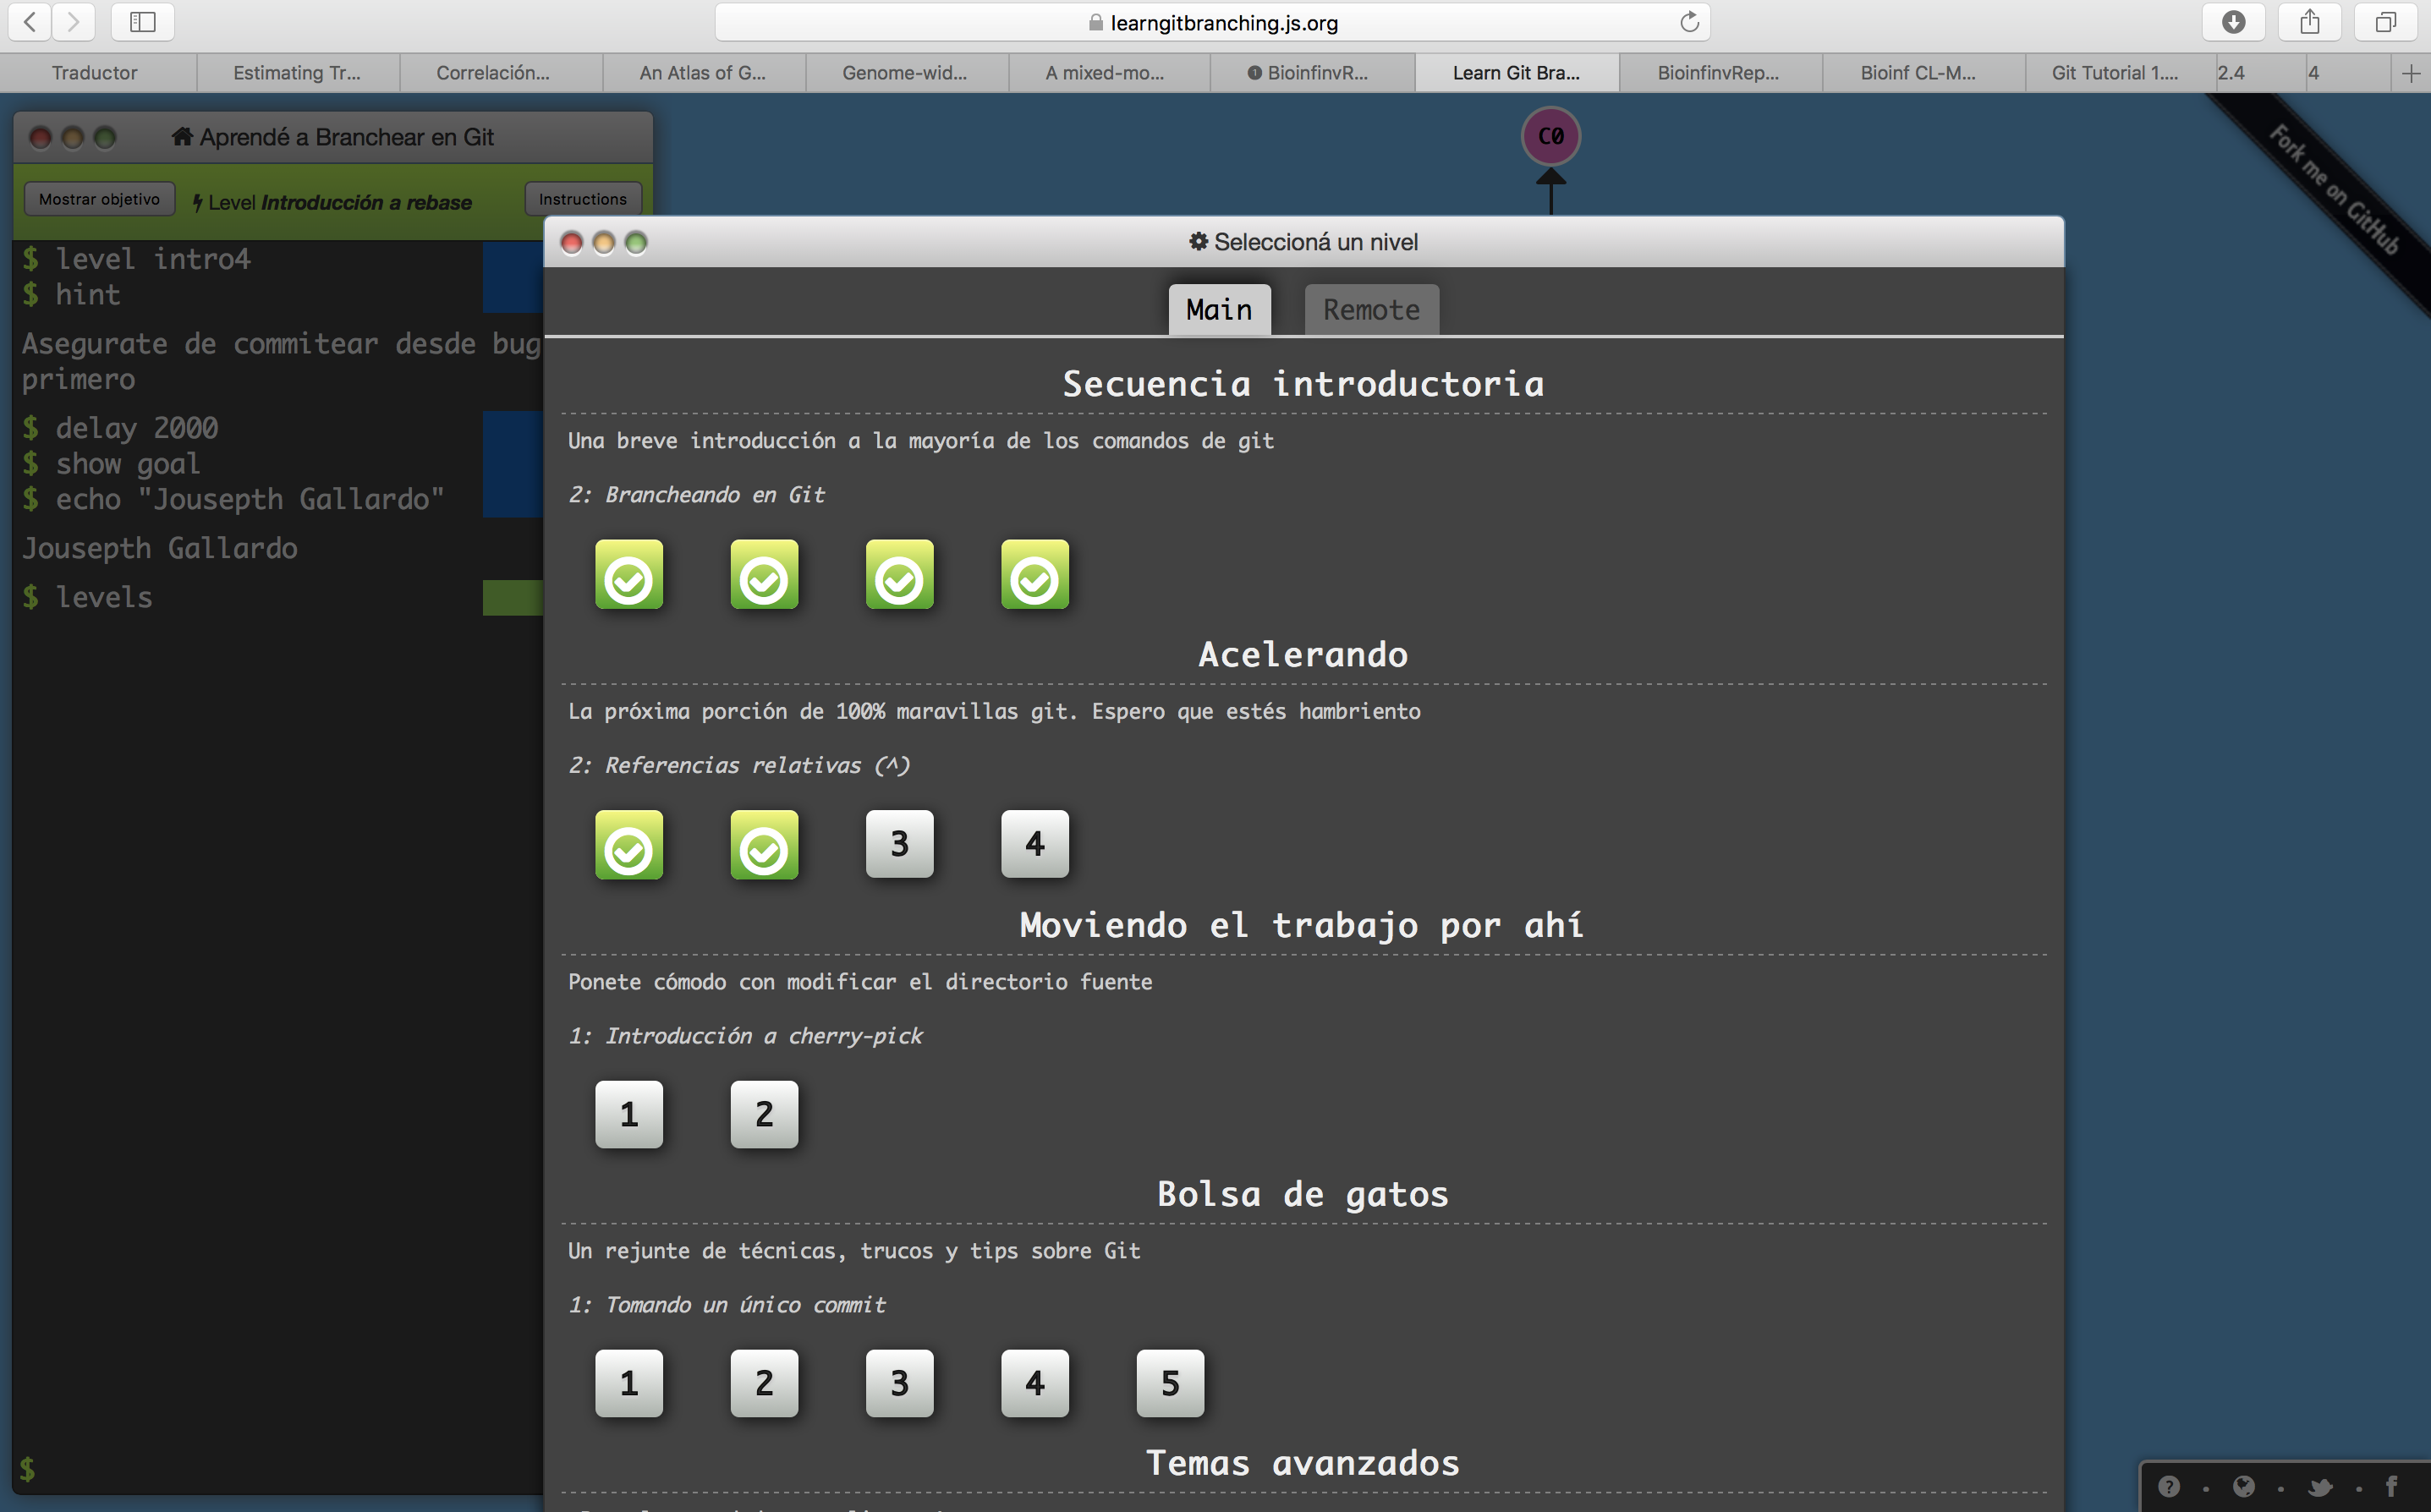 learngitbranching.js.org
Traductor
Estimating Tr...
Correlación...
An Atlas of G...
Genome-wid...
A mixed-mo...
BioinfinvR...
Learn Git Bra...
BioinfinvRep...
Bioinf CL-M...
Git Tutorial 1....
2.4
4
Aprendé a Branchear en Git
C0
Fork me on GitHub
Mostrar objetivo
Level Introducción a rebase
Instructions
$ level intro4
$ hint
Asegurate de commitear desde bug
primero
$ delay 2000
$ show goal
$ echo "Jousepth Gallardo"
Jousepth Gallardo
$ levels
$
Seleccioná un nivel
Main
Remote
Secuencia introductoria
Una breve introducción a la mayoría de los comandos de git
2: Brancheando en Git
Acelerando
La próxima porción de 100% maravillas git. Espero que estés hambriento
2: Referencias relativas (^)
3 4
Moviendo el trabajo por ahí
Ponete cómodo con modificar el directorio fuente
1: Introducción a cherry-pick
1 2
Bolsa de gatos
Un rejunte de técnicas, trucos y tips sobre Git
1: Tomando un único commit
1 2 3 4 5
Temas avanzados